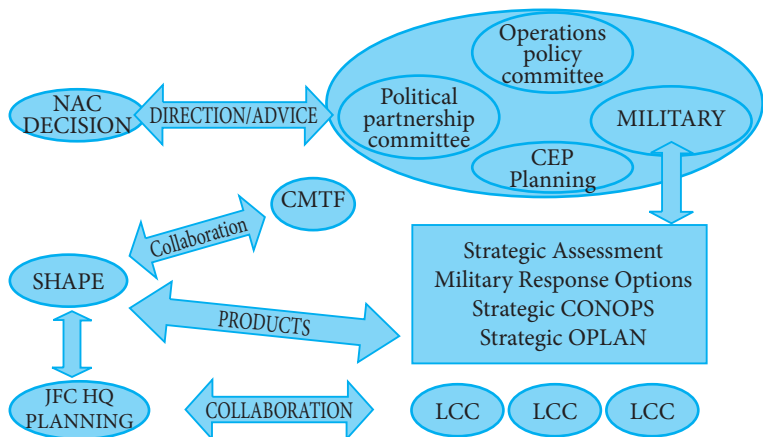 Operations
policy
committee
NAC
DECISION
DIRECTION/ADVICE
Political
partnership
committee
MILITARY
CEP
Planning
CMTF
Collaboration
SHAPE
PRODUCTS
Strategic Assessment
Military Response Options
Strategic CONOPS
Strategic OPLAN
JFC HQ
PLANNING
COLLABORATION
LCC
LCC
LCC